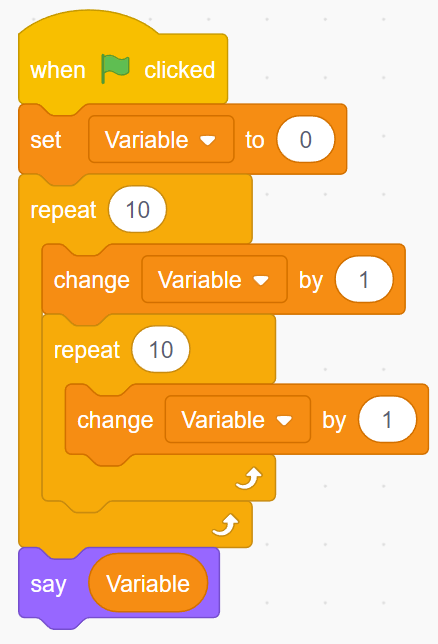 when clicked
set Variable to 0
repeat 10
change Variable by 1
repeat 10
change Variable by 1
say Variable